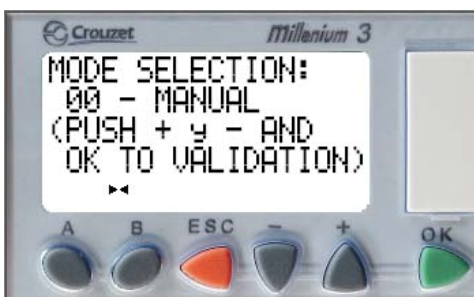 Crouzet
Millenium 3
MODE SELECTION:
00 - MANUAL
(PUSH + y - AND
OK TO VALIDATION)
A B ESC - + OK